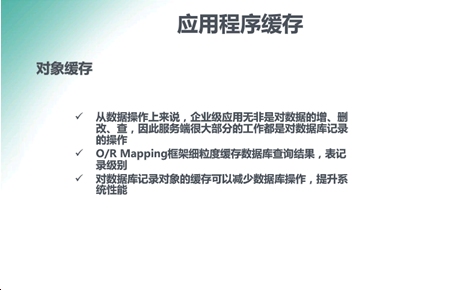 应用程序缓存
对象缓存
✓ 从数据操作上来说，企业级应用无非是对数据的增、删
改、查，因此服务端很大部分的工作都是对数据库记录
的操作
✓ O/R Mapping框架细粒度缓存数据库查询结果，表记
录级别
✓ 对数据库记录对象的缓存可以减少数据库操作，提升系
统性能